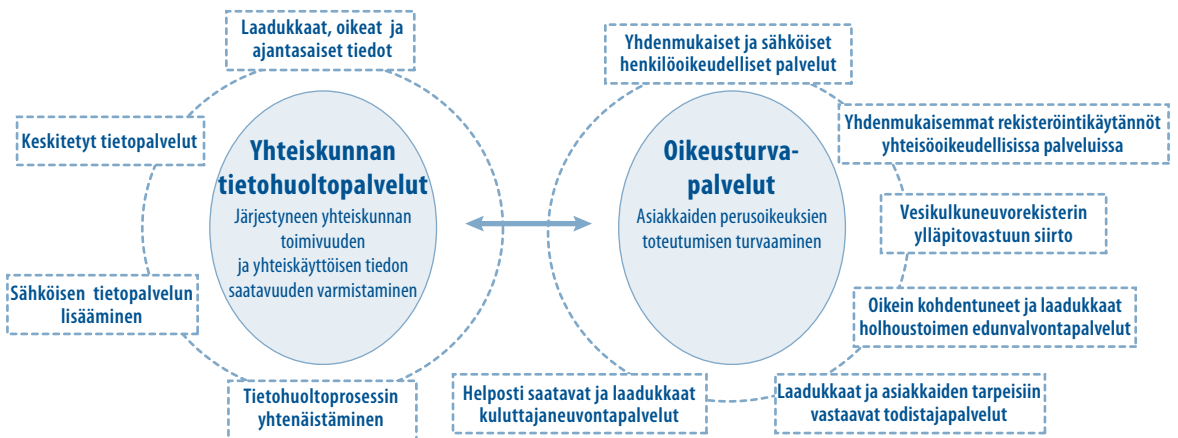 Laadukkaat, oikeat ja
ajantasaiset tiedot
Keskitetyt tietopalvelut
Yhteiskunnan
tietohuoltopalvelut
Järjestyneen yhteiskunnan
toimivuuden
ja yhteiskäyttöisen tiedon
saatavuuden varmistaminen
Sähköisen tietopalvelun
lisääminen
Tietohuoltoprosessin
yhtenäistäminen
Yhdenmukaiset ja sähköiset
henkilöoikeudelliset palvelut
Oikeusturva-
palvelut
Asiakkaiden perusoikeuksien
toteutumisen turvaaminen
Yhdenmukaisemmat rekisteröintikäytännöt
yhteisöoikeudellisissa palveluissa
Vesikulkuneuvorekisterin
ylläpitovastuun siirto
Oikein kohdentuneet ja laadukkaat
holhoustoimen edunvalvontapalvelut
Laadukkaat ja asiakkaiden tarpeisiin
vastaavat todistajapalvelut
Helposti saatavat ja laadukkaat
kuluttajaneuvontapalvelut